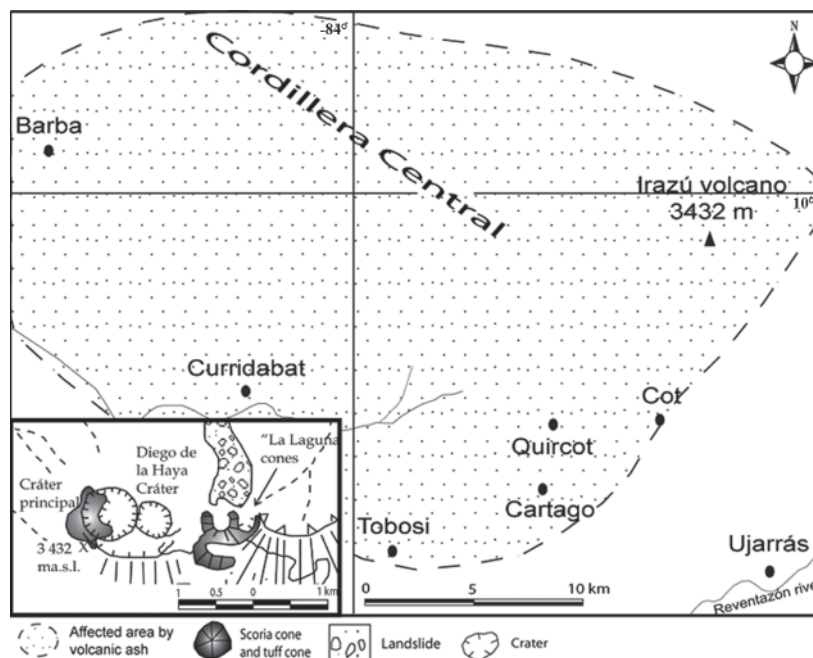 -84°
N
Cordillera Central
Barba
Irazú volcano
3432 m
10°
Curridabat
Cot
Quircot
Cartago
Tobosi
Ujarrás
Reventazón rive
0 5 10 km
"La Laguna
cones
Diego de
la Haya
Cráter
Cráter
principal
3 432 X
ma.s.l.
1 0.5 0 1 km
Affected area by
volcanic ash
Scoria cone
and tuff cone
Landslide
Crater